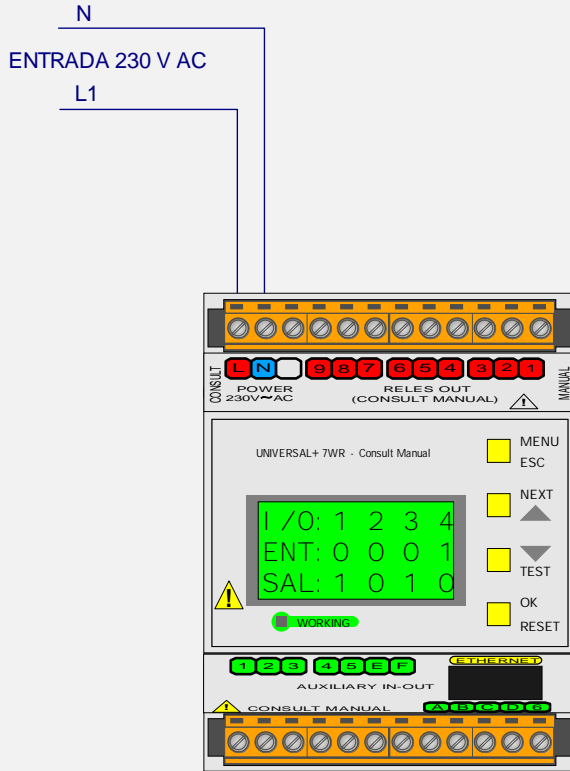 N
ENTRADA 230 V AC
L1
CONSULT
MANUAL
L N 9 8 7 6 5 4 3 2 1
POWER
230V~AC
RELES OUT
(CONSULT MANUAL)
UNIVERSAL+ 7WR - Consult Manual
MENU
ESC
NEXT
TEST
OK
RESET
I/O: 1 2 3 4
ENT: 0 0 0 1
SAL: 1 0 1 0
WORKING
1 2 3 4 5 E F
ETHERNET
AUXILIARY IN-OUT
CONSULT MANUAL
A B C D 6